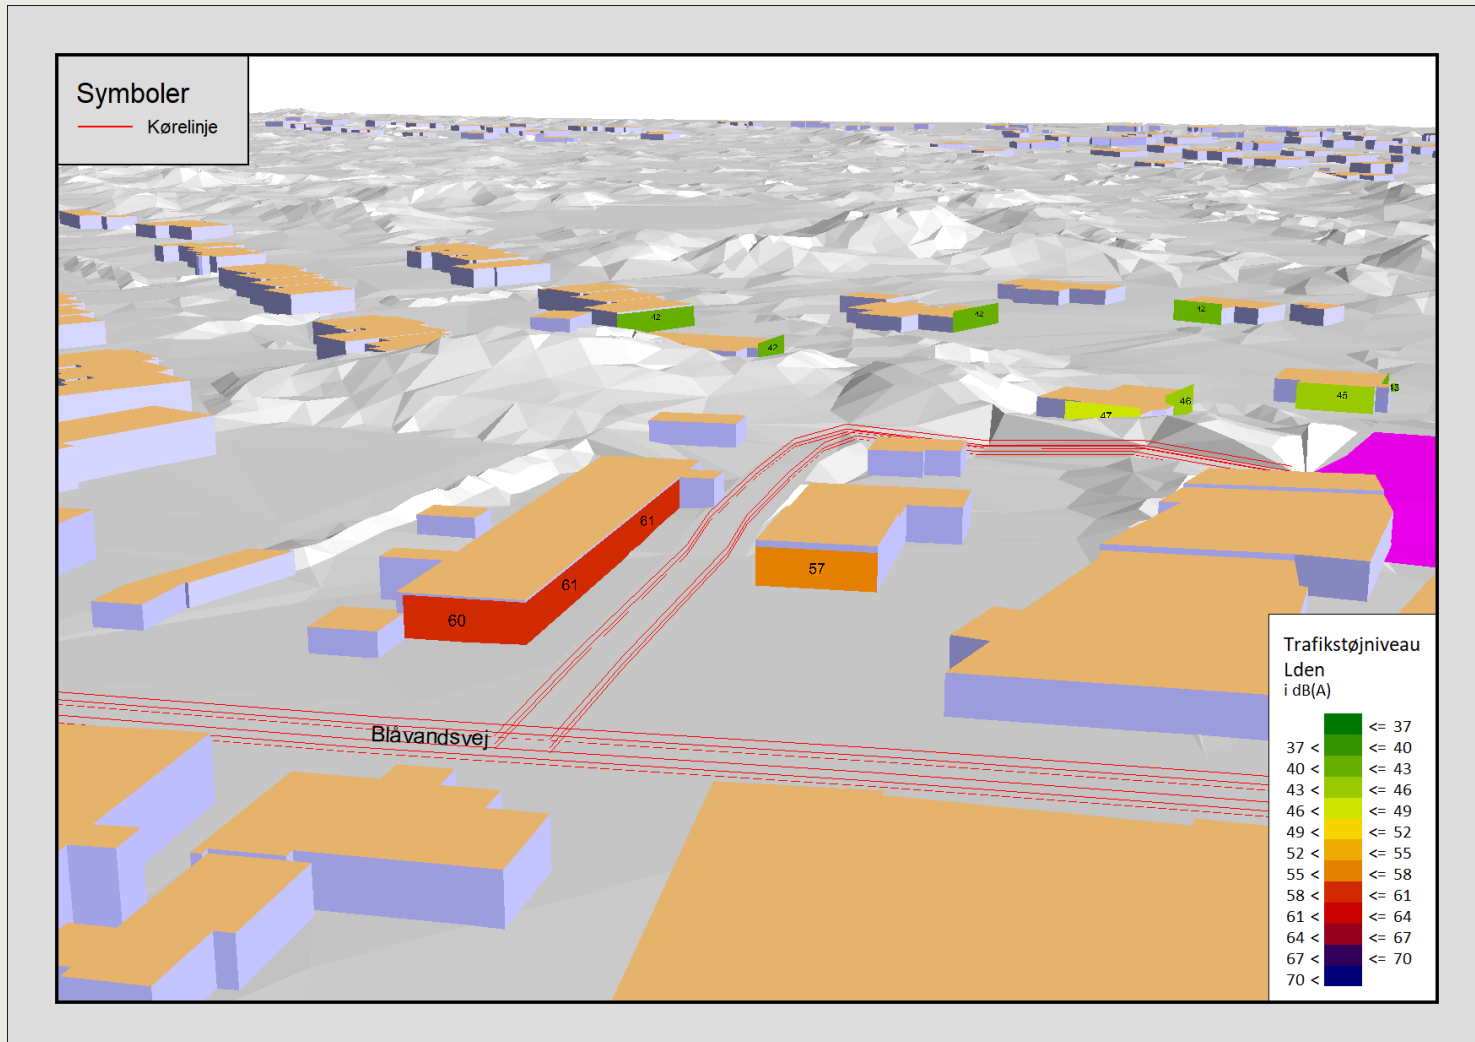 Symboler
Kørelinje
42
42
42
42
43
45
46
47
61
61
57
60
Blåvandsvej
Trafikstøjniveau
Lden
i dB(A)
<= 37
37 < <= 40
40 < <= 43
43 < <= 46
46 < <= 49
49 < <= 52
52 < <= 55
55 < <= 58
58 < <= 61
61 < <= 64
64 < <= 67
67 < <= 70
70 <